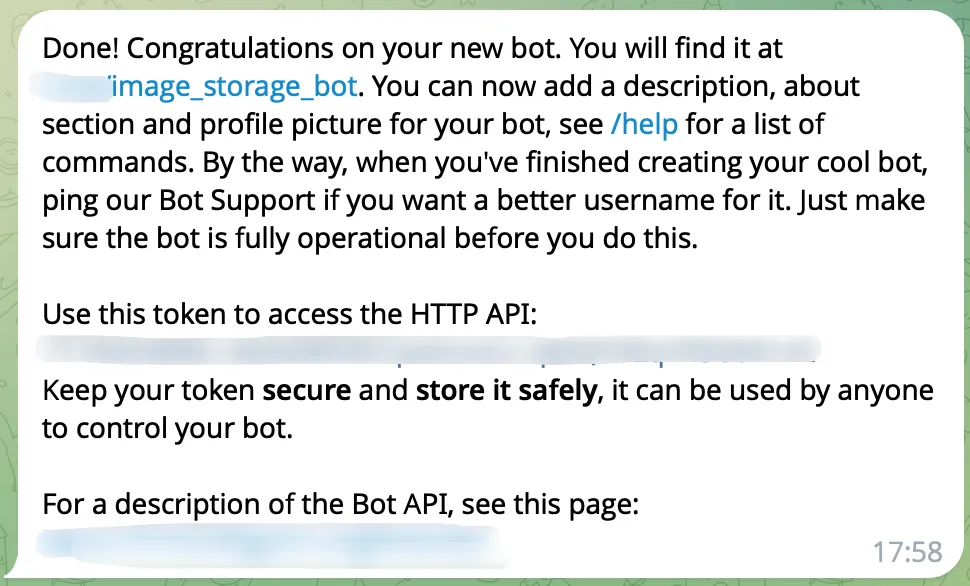 Done! Congratulations on your new bot. You will find it at
image_storage_bot. You can now add a description, about
section and profile picture for your bot, see /help for a list of
commands. By the way, when you've finished creating your cool bot,
ping our Bot Support if you want a better username for it. Just make
sure the bot is fully operational before you do this.
Use this token to access the HTTP API:
Keep your token secure and store it safely, it can be used by anyone
to control your bot.
For a description of the Bot API, see this page:
17:58